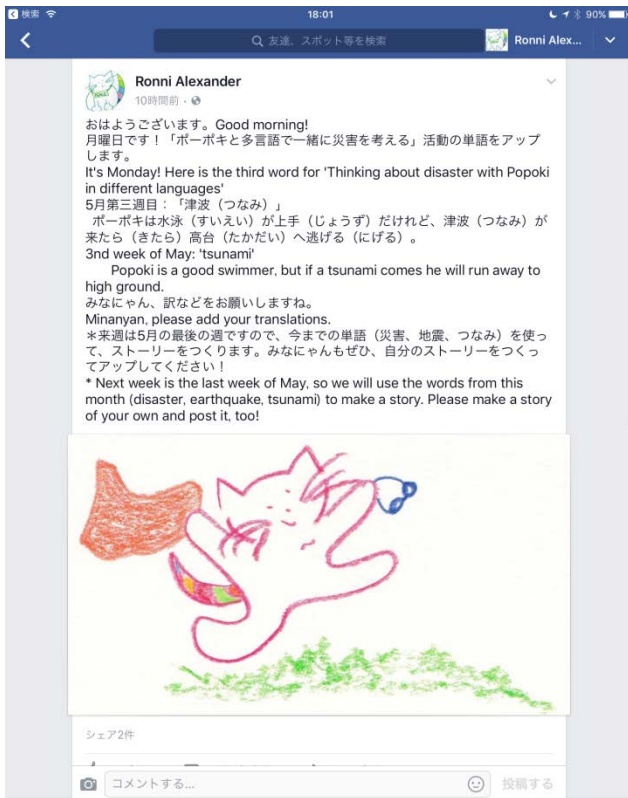 検索
18:01
90%
友達、スポット等を検索
Ronni Alex...
Ronni Alexander
10時間前・
おはようございます。Good morning!
月曜日です！「ポーポキと多言語で一緒に災害を考える」活動の単語をアップ
します。
It's Monday! Here is the third word for 'Thinking about disaster with Popoki
in different languages'
5月第三週目：「津波（つなみ）」
ポーポキは水泳（すいえい）が上手（じょうず）だけれど、津波（つなみ）が
来たら（きたら）高台（たかだい）へ逃げる（にげる）。
3nd week of May: 'tsunami'
Popoki is a good swimmer, but if a tsunami comes he will run away to
high ground.
みなにゃん、訳などをお願いしますね。
Minanyan, please add your translations.
＊来週は5月の最後の週ですので、今までの単語（災害、地震、つなみ）を使っ
て、ストーリーをつくります。みなにゃんもぜひ、自分のストーリーをつくっ
てアップしてください！
* Next week is the last week of May, so we will use the words from this
month (disaster, earthquake, tsunami) to make a story. Please make a story
of your own and post it, too!
シェア2件
コメントする...
投稿する